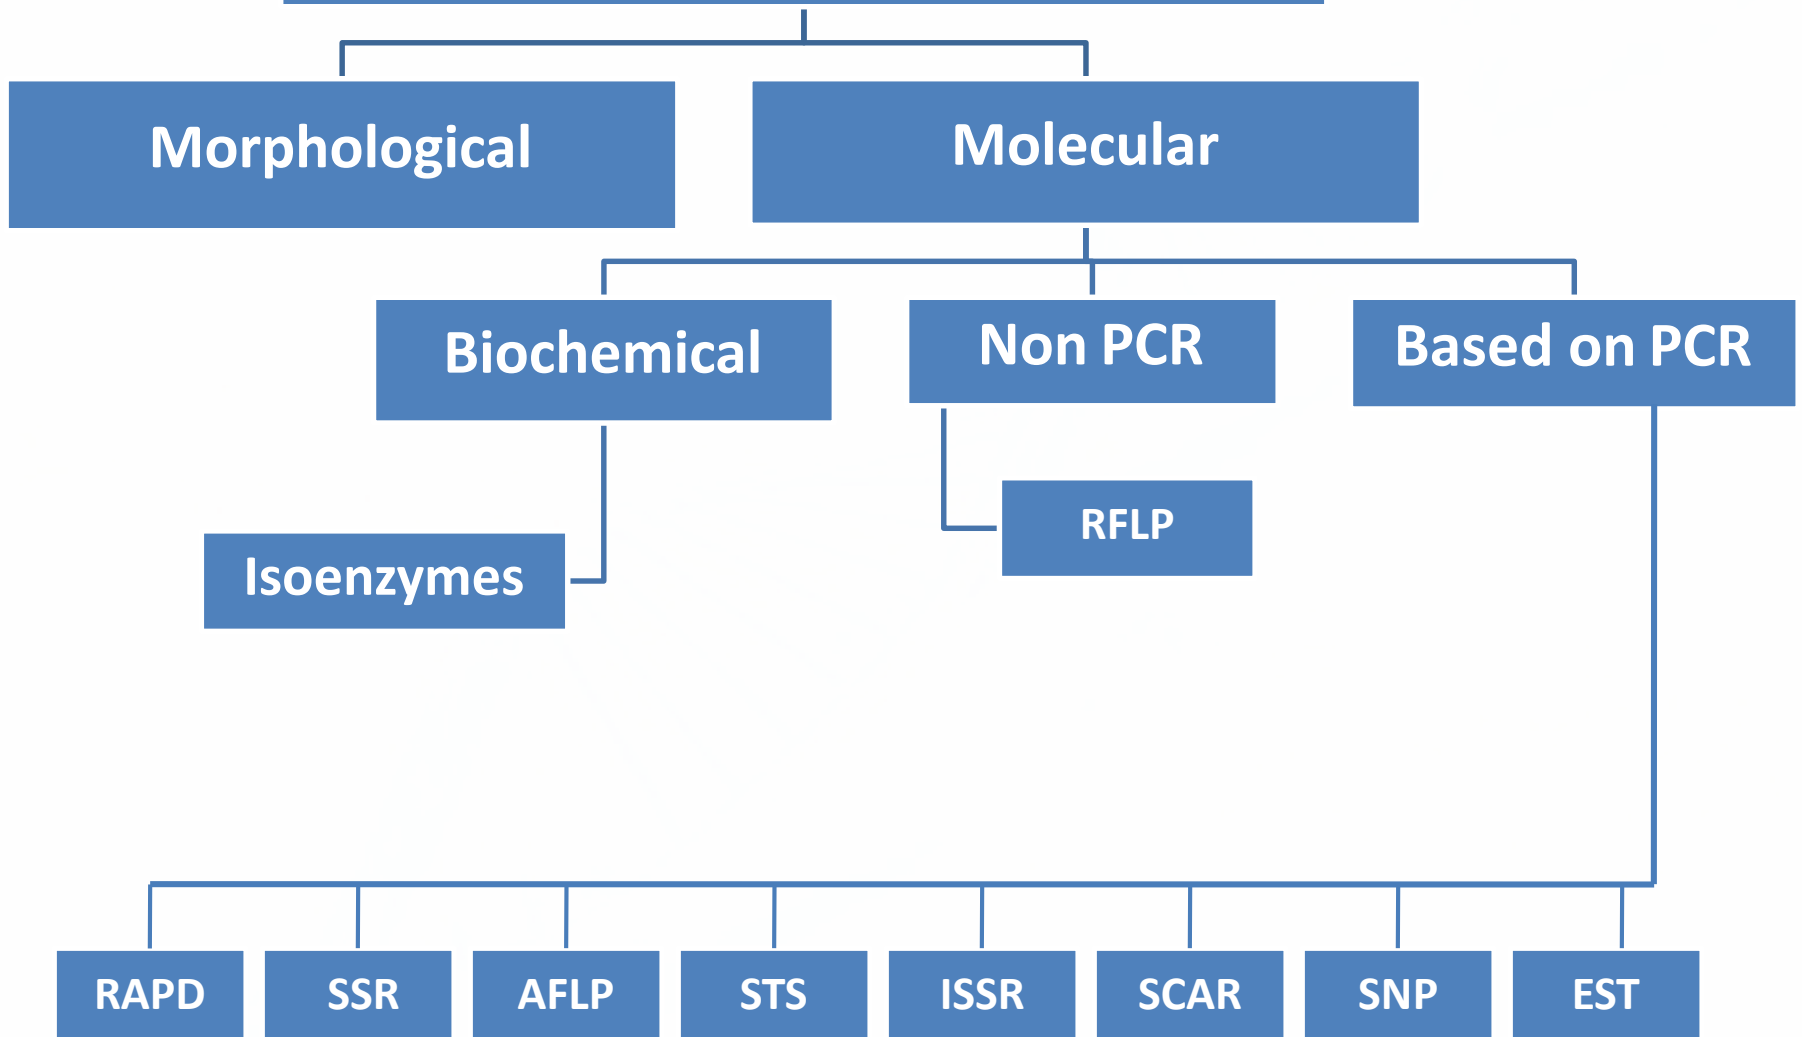 Morphological
Molecular
Biochemical
Non PCR
Based on PCR
RFLP
Isoenzymes
RAPD
SSR
AFLP
STS
ISSR
SCAR
SNP
EST